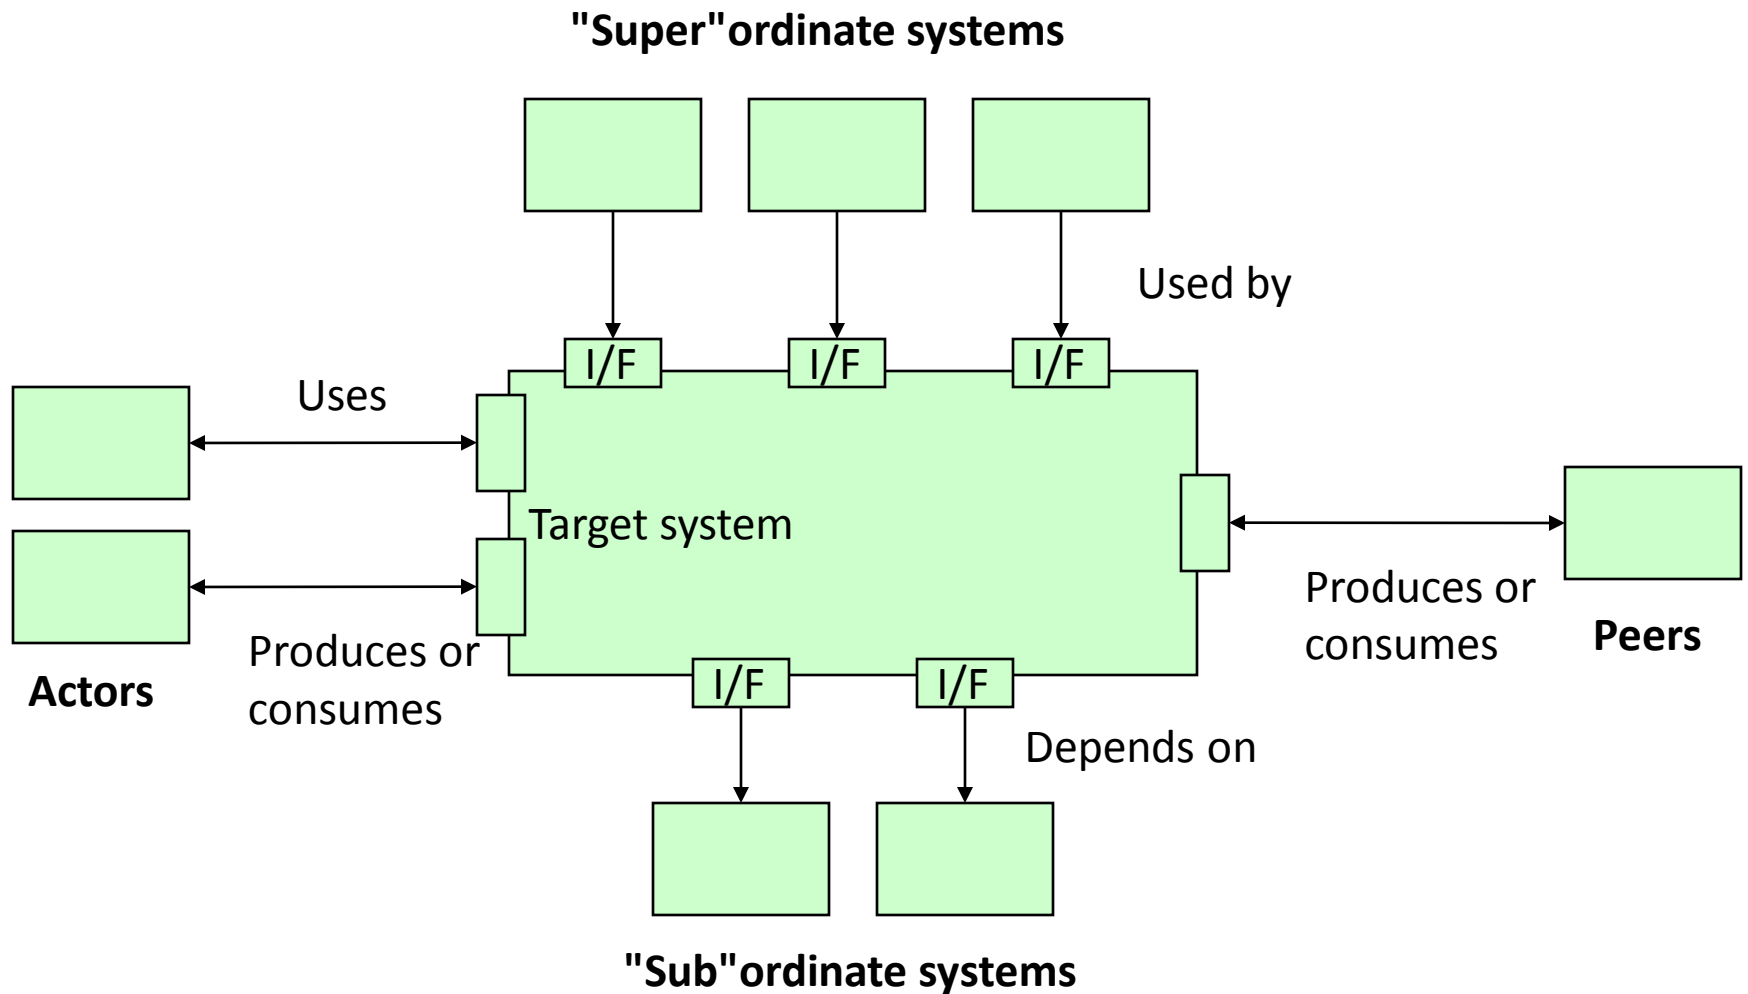 "Super"ordinate systems
Used by
I/F
I/F
I/F
Uses
Target system
Produces or
consumes
Actors
Produces or
consumes
Peers
I/F
I/F
Depends on
"Sub"ordinate systems